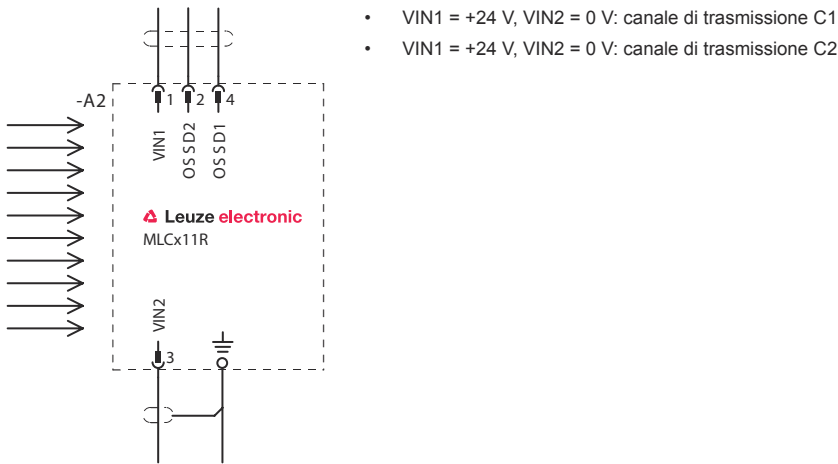 • VIN1 = +24 V, VIN2 = 0 V: canale di trasmissione C1
• VIN1 = +24 V, VIN2 = 0 V: canale di trasmissione C2
-A2
1
2
4
VIN1
OSSD2
OSSD1
Leuze electronic
MLCx11R
VIN2
3